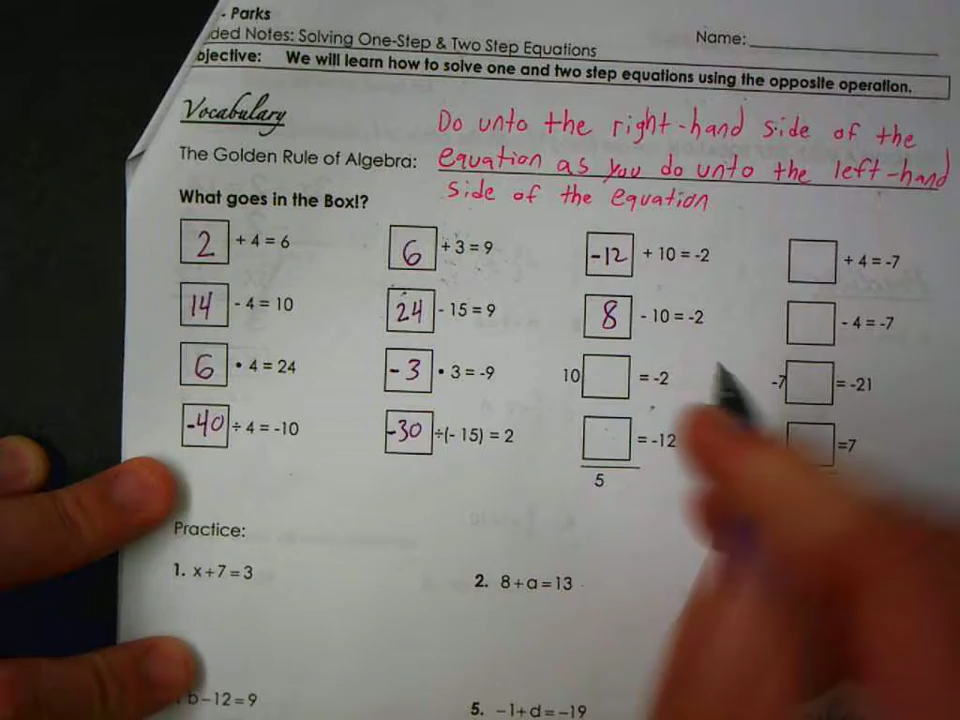 - Parks
ded Notes: Solving One-Step & Two Step Equations
Name:
bjective: We will learn how to solve one and two step equations using the opposite operation.
Vocabulary
The Golden Rule of Algebra: Do unto the right-hand side of the
equation as you do unto the left-hand
side of the equation
What goes in the Box!?
2 + 4 = 6
6 + 3 = 9
-12 + 10 = -2
+ 4 = -7
14 - 4 = 10
24 - 15 = 9
8 - 10 = -2
- 4 = -7
6 • 4 = 24
-3 • 3 = -9
10 = -2
-7 = -21
-40 ÷ 4 = -10
-30 ÷(- 15) = 2
= -12
5
=7
Practice:
1. x+7=3
2. 8+a=13
b-12=9
5. -1+d=-19